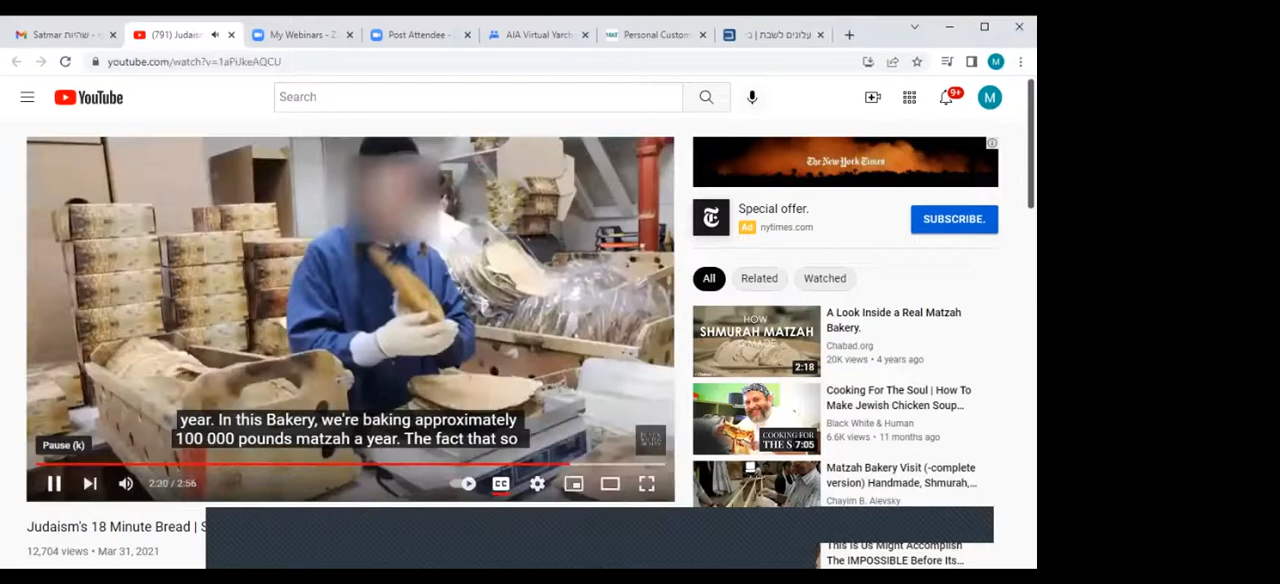 Satmar - שהיות
(791) Judais
My Webinars - Z
Post Attendee -
AIA Virtual Yarch
Personal Custom
עלונים לשבת | ב
youtube.com/watch?v=1aPiJkeAQCU
M
YouTube
Search
9+
M
The New York Times
Special offer.
Ad nytimes.com
SUBSCRIBE.
All
Related
Watched
HOW
SHMURAH MATZAH
IS MADE
2:18
A Look Inside a Real Matzah
Bakery.
Chabad.org
20K views • 4 years ago
COOKING FOR
THE S
7:05
Cooking For The Soul | How To
Make Jewish Chicken Soup...
Black White & Human
6.6K views • 11 months ago
Matzah Bakery Visit (-complete
version) Handmade, Shmurah,...
Chayim B. Alevsky
This Is Us Might Accomplish
The IMPOSSIBLE Before Its...
year. In this Bakery, we're baking approximately
100 000 pounds matzah a year. The fact that so
Pause (k)
2:20 / 2:56
CC
Judaism's 18 Minute Bread | S
12,704 views • Mar 31, 2021